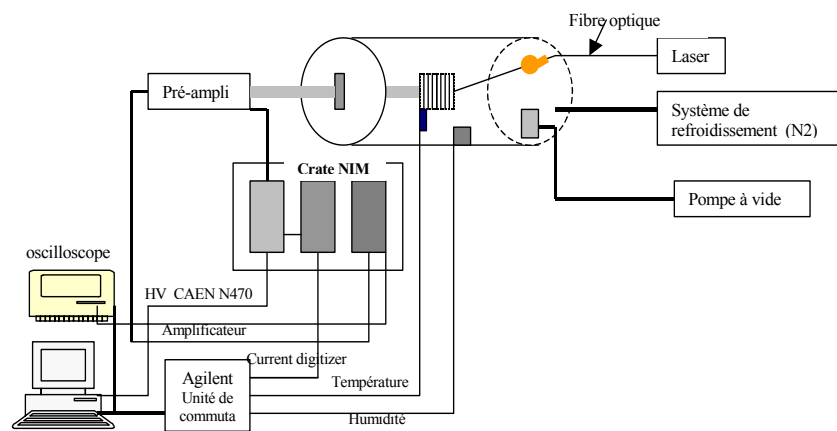 Fibre optique
Laser
Pré-ampli
Système de
refroidissement (N2)
Crate NIM
Pompe à vide
oscilloscope
HV CAEN N470
Amplificateur
Current digitizer
Agilent
Unité de
commuta
Température
Humidité